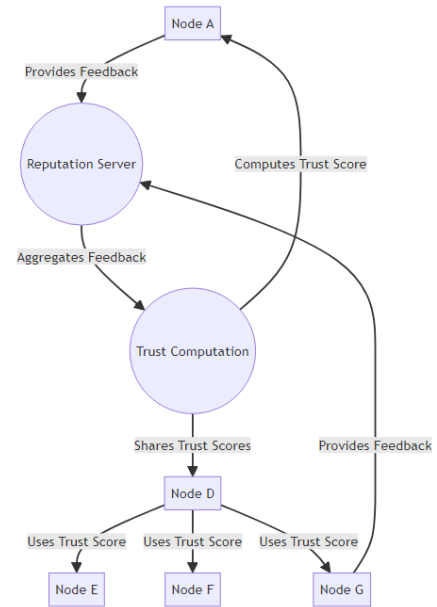 Node A
Provides Feedback
Reputation Server
Computes Trust Score
Aggregates Feedback
Trust Computation
Shares Trust Scores
Provides Feedback
Node D
Uses Trust Score
Uses Trust Score
Uses Trust Score
Node E
Node F
Node G